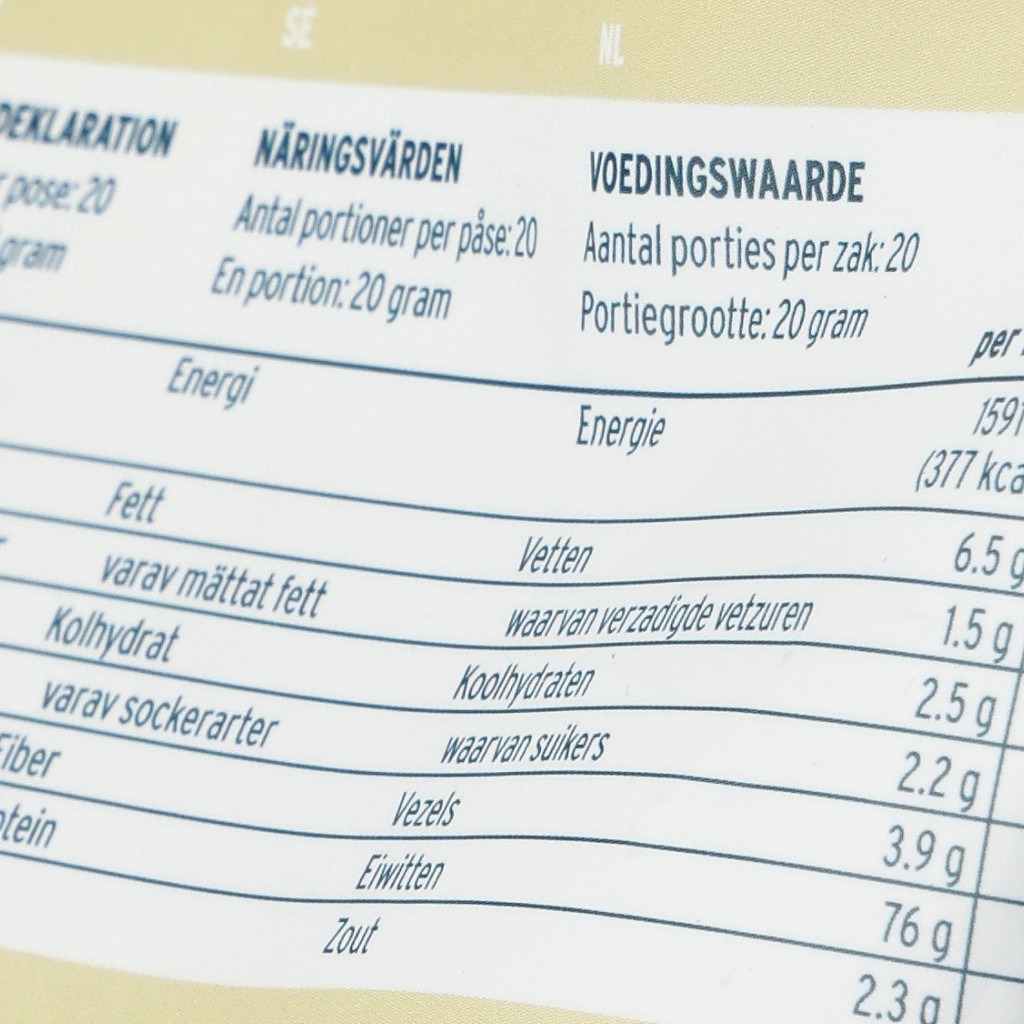 SE
NL
DEKLARATION
pose: 20
gram
NÄRINGSVÄRDEN
Antal portioner per påse: 20
En portion: 20 gram
VOEDINGSWAARDE
Aantal porties per zak: 20
Portiegrootte: 20 gram
per
Energi Energie 1591
(377 kca
Fett Vetten 6.5 g
varav mättat fett waarvan verzadigde vetzuren 1.5 g
Kolhydrat Koolhydraten 2.5 g
varav sockerarter waarvan suikers 2.2 g
Fiber Vezels 3.9 g
otein Eiwitten 76 g
Zout 2.3 g